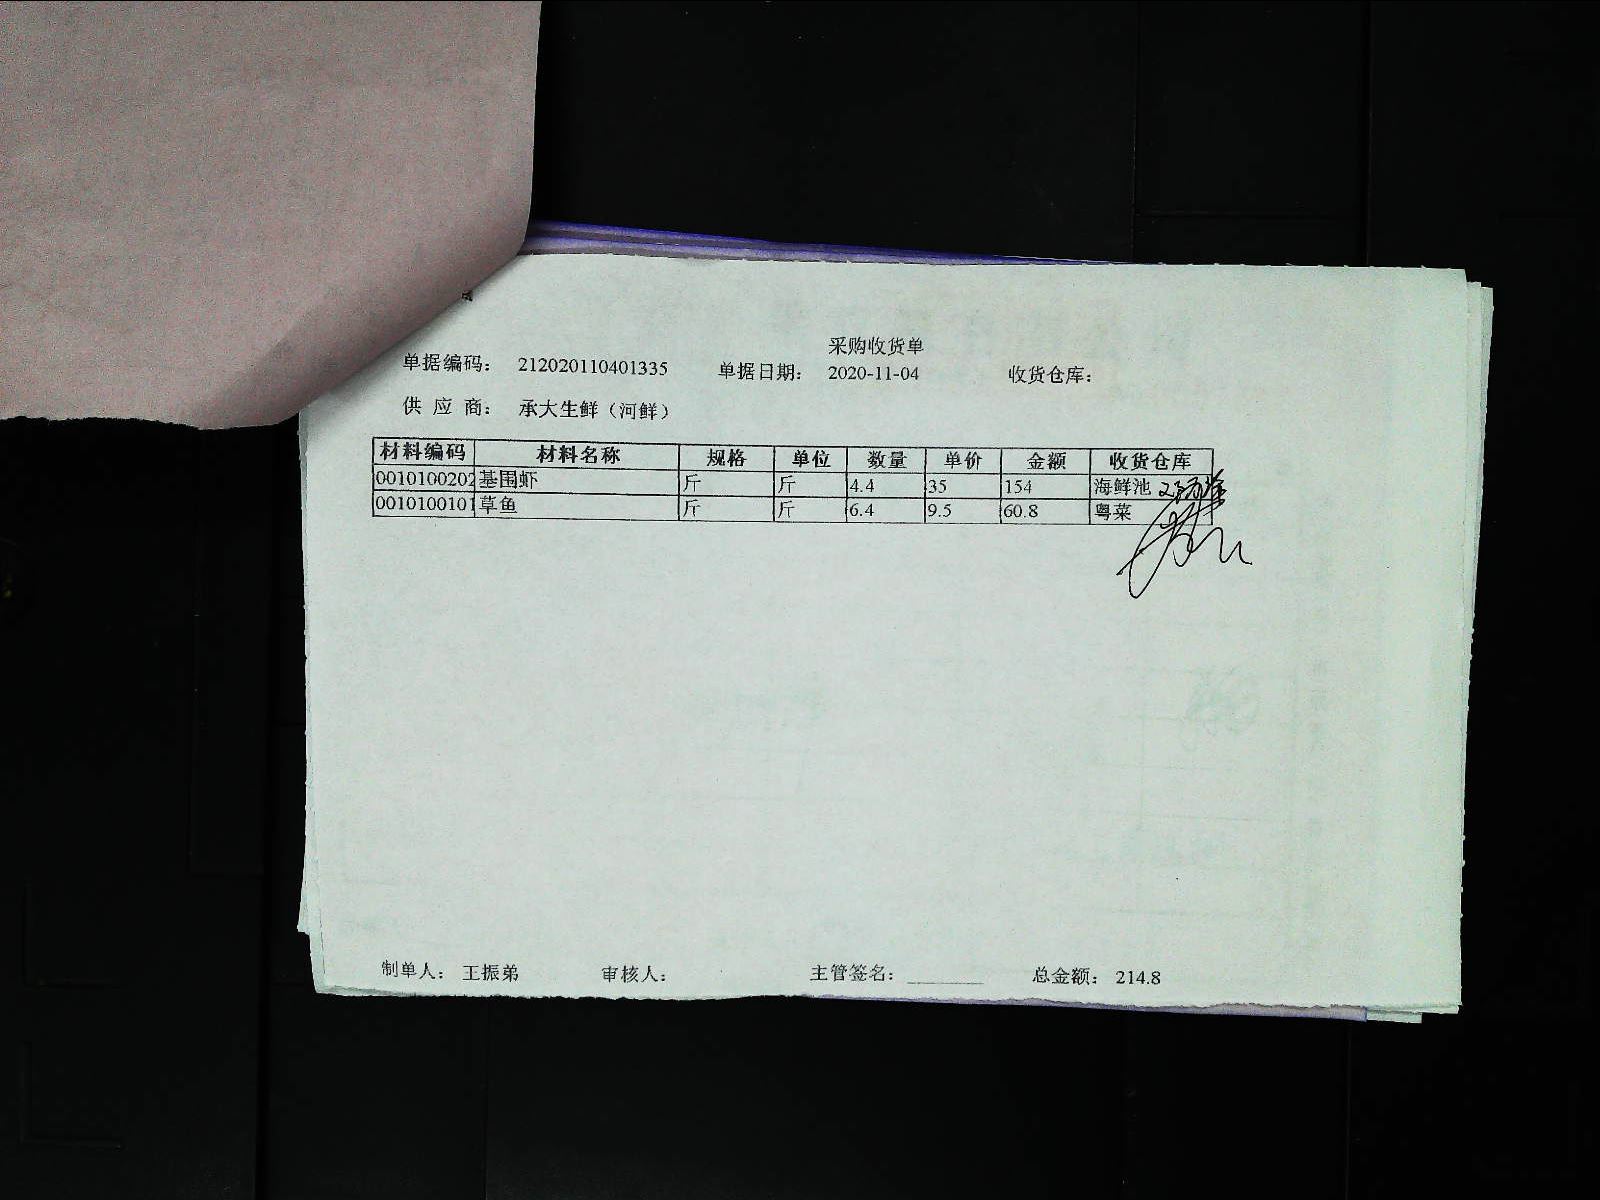 采购收货单
单据编码： 212020110401335 单据日期： 2020-11-04 收货仓库：
供 应 商： 承大生鲜（河鲜）
材料编码 材料名称 规格 单位 数量 单价 金额 收货仓库
0010100202 基围虾 斤 斤 4.4 35 154 海鲜池
0010100101 草鱼 斤 斤 6.4 9.5 60.8 粤菜
制单人： 王振弟 审核人： 主管签名： 总金额： 214.8